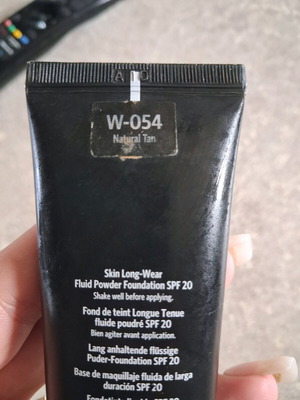 W-054
Natural Tan
Skin Long-Wear
Fluid Powder Foundation SPF 20
Shake well before applying.
Fond de teint Longue Tenue
fluide poudré SPF 20
Bien agiter avant application.
Lang anhaltende flüssige
Puder-Foundation SPF 20
Base de maquillaje fluida de larga
duración SPF 20